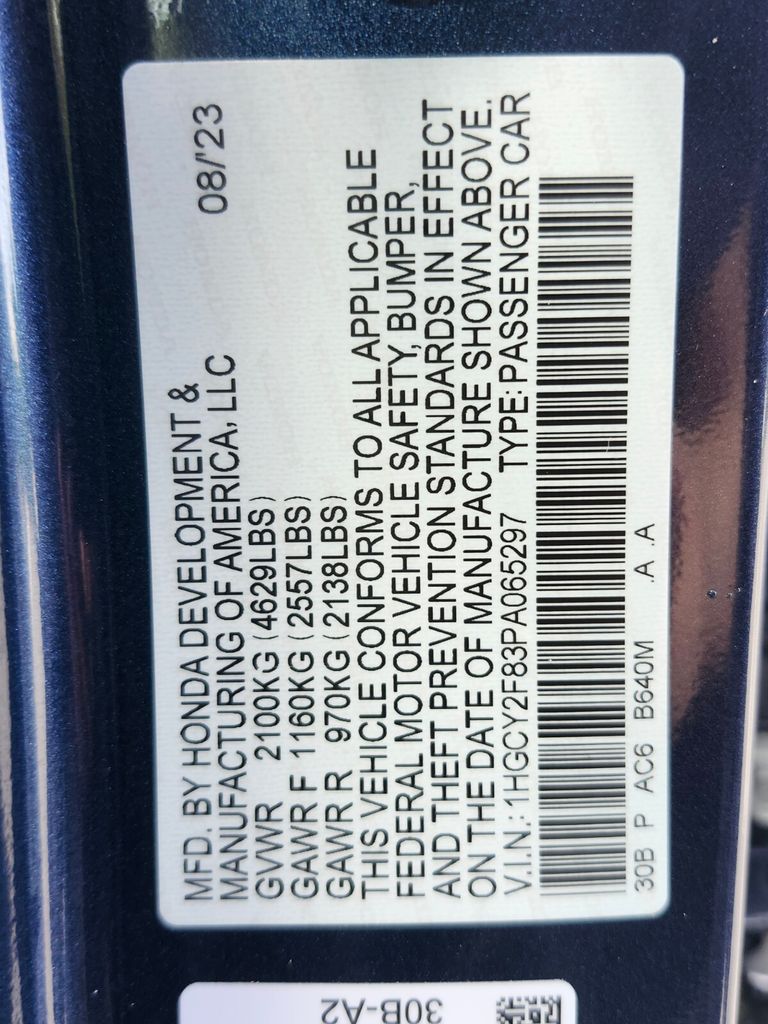 MFD. BY HONDA DEVELOPMENT &
MANUFACTURING OF AMERICA, LLC 08/'23
GVWR 2100KG (4629LBS)
GAWR F 1160KG (2557LBS)
GAWR R 970KG (2138LBS)
THIS VEHICLE CONFORMS TO ALL APPLICABLE
FEDERAL MOTOR VEHICLE SAFETY, BUMPER,
AND THEFT PREVENTION STANDARDS IN EFFECT
ON THE DATE OF MANUFACTURE SHOWN ABOVE.
V.I.N.: 1HGCY2F83PA065297 TYPE: PASSENGER CAR
30B P AC6 B640M .A .A
30B-A2